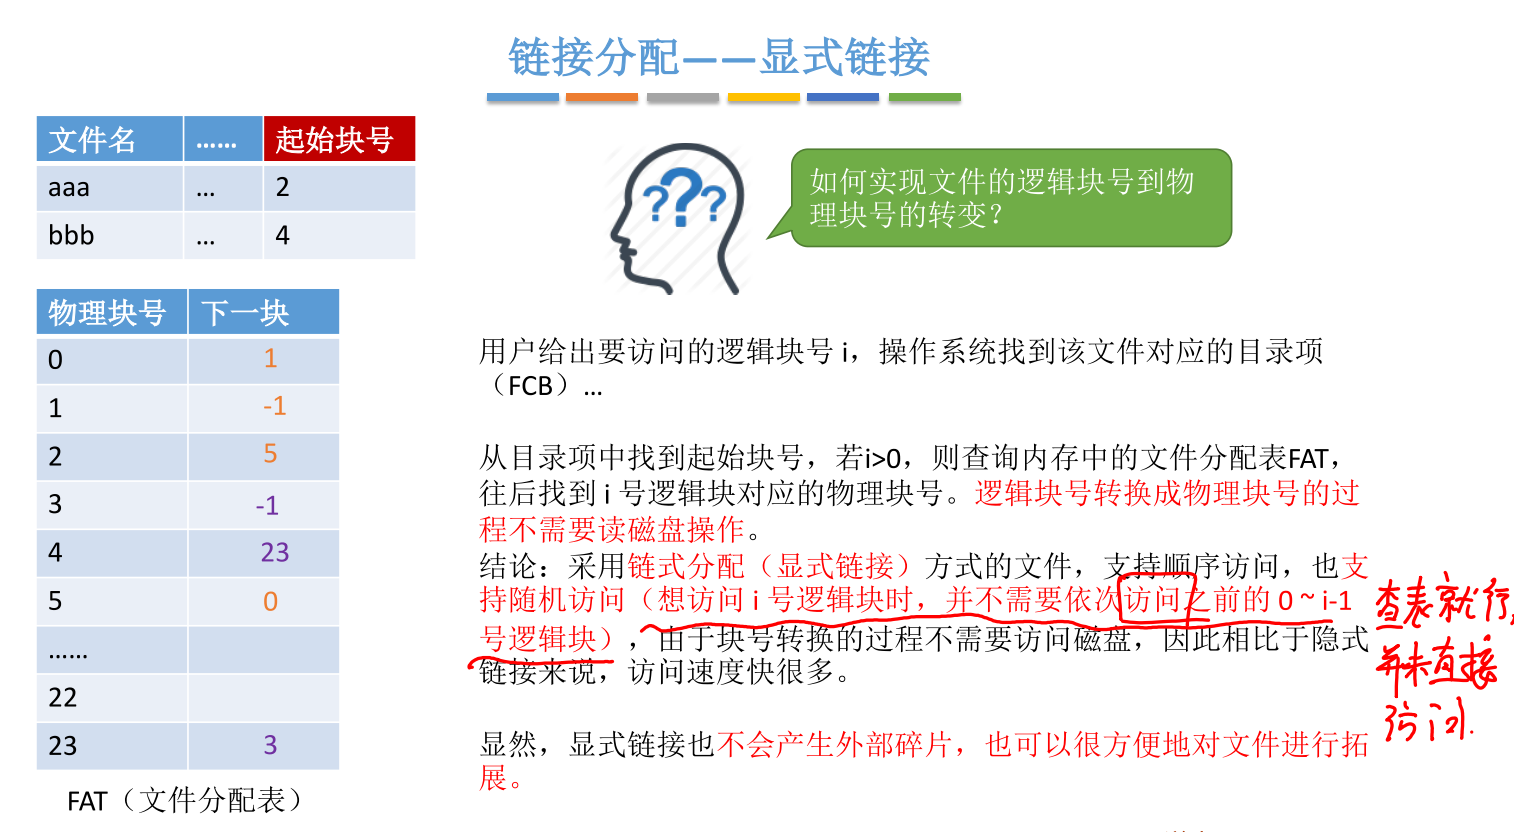 链接分配——显式链接
文件名 …… 起始块号
aaa … 2
bbb … 4
???
如何实现文件的逻辑块号到物
理块号的转变？
物理块号 下一块
0 1
1 -1
2 5
3 -1
4 23
5 0
……
22
23 3
FAT（文件分配表）
用户给出要访问的逻辑块号 i，操作系统找到该文件对应的目录项
（FCB）…
从目录项中找到起始块号，若i>0，则查询内存中的文件分配表FAT，
往后找到 i 号逻辑块对应的物理块号。逻辑块号转换成物理块号的过
程不需要读磁盘操作。
结论：采用链式分配（显式链接）方式的文件，支持顺序访问，也支
持随机访问（想访问 i 号逻辑块时，并不需要依次访问之前的 0 ~ i-1
号逻辑块），由于块号转换的过程不需要访问磁盘，因此相比于隐式
链接来说，访问速度快很多。
显然，显式链接也不会产生外部碎片，也可以很方便地对文件进行拓
展。
查表就行，
并未直接
访问.